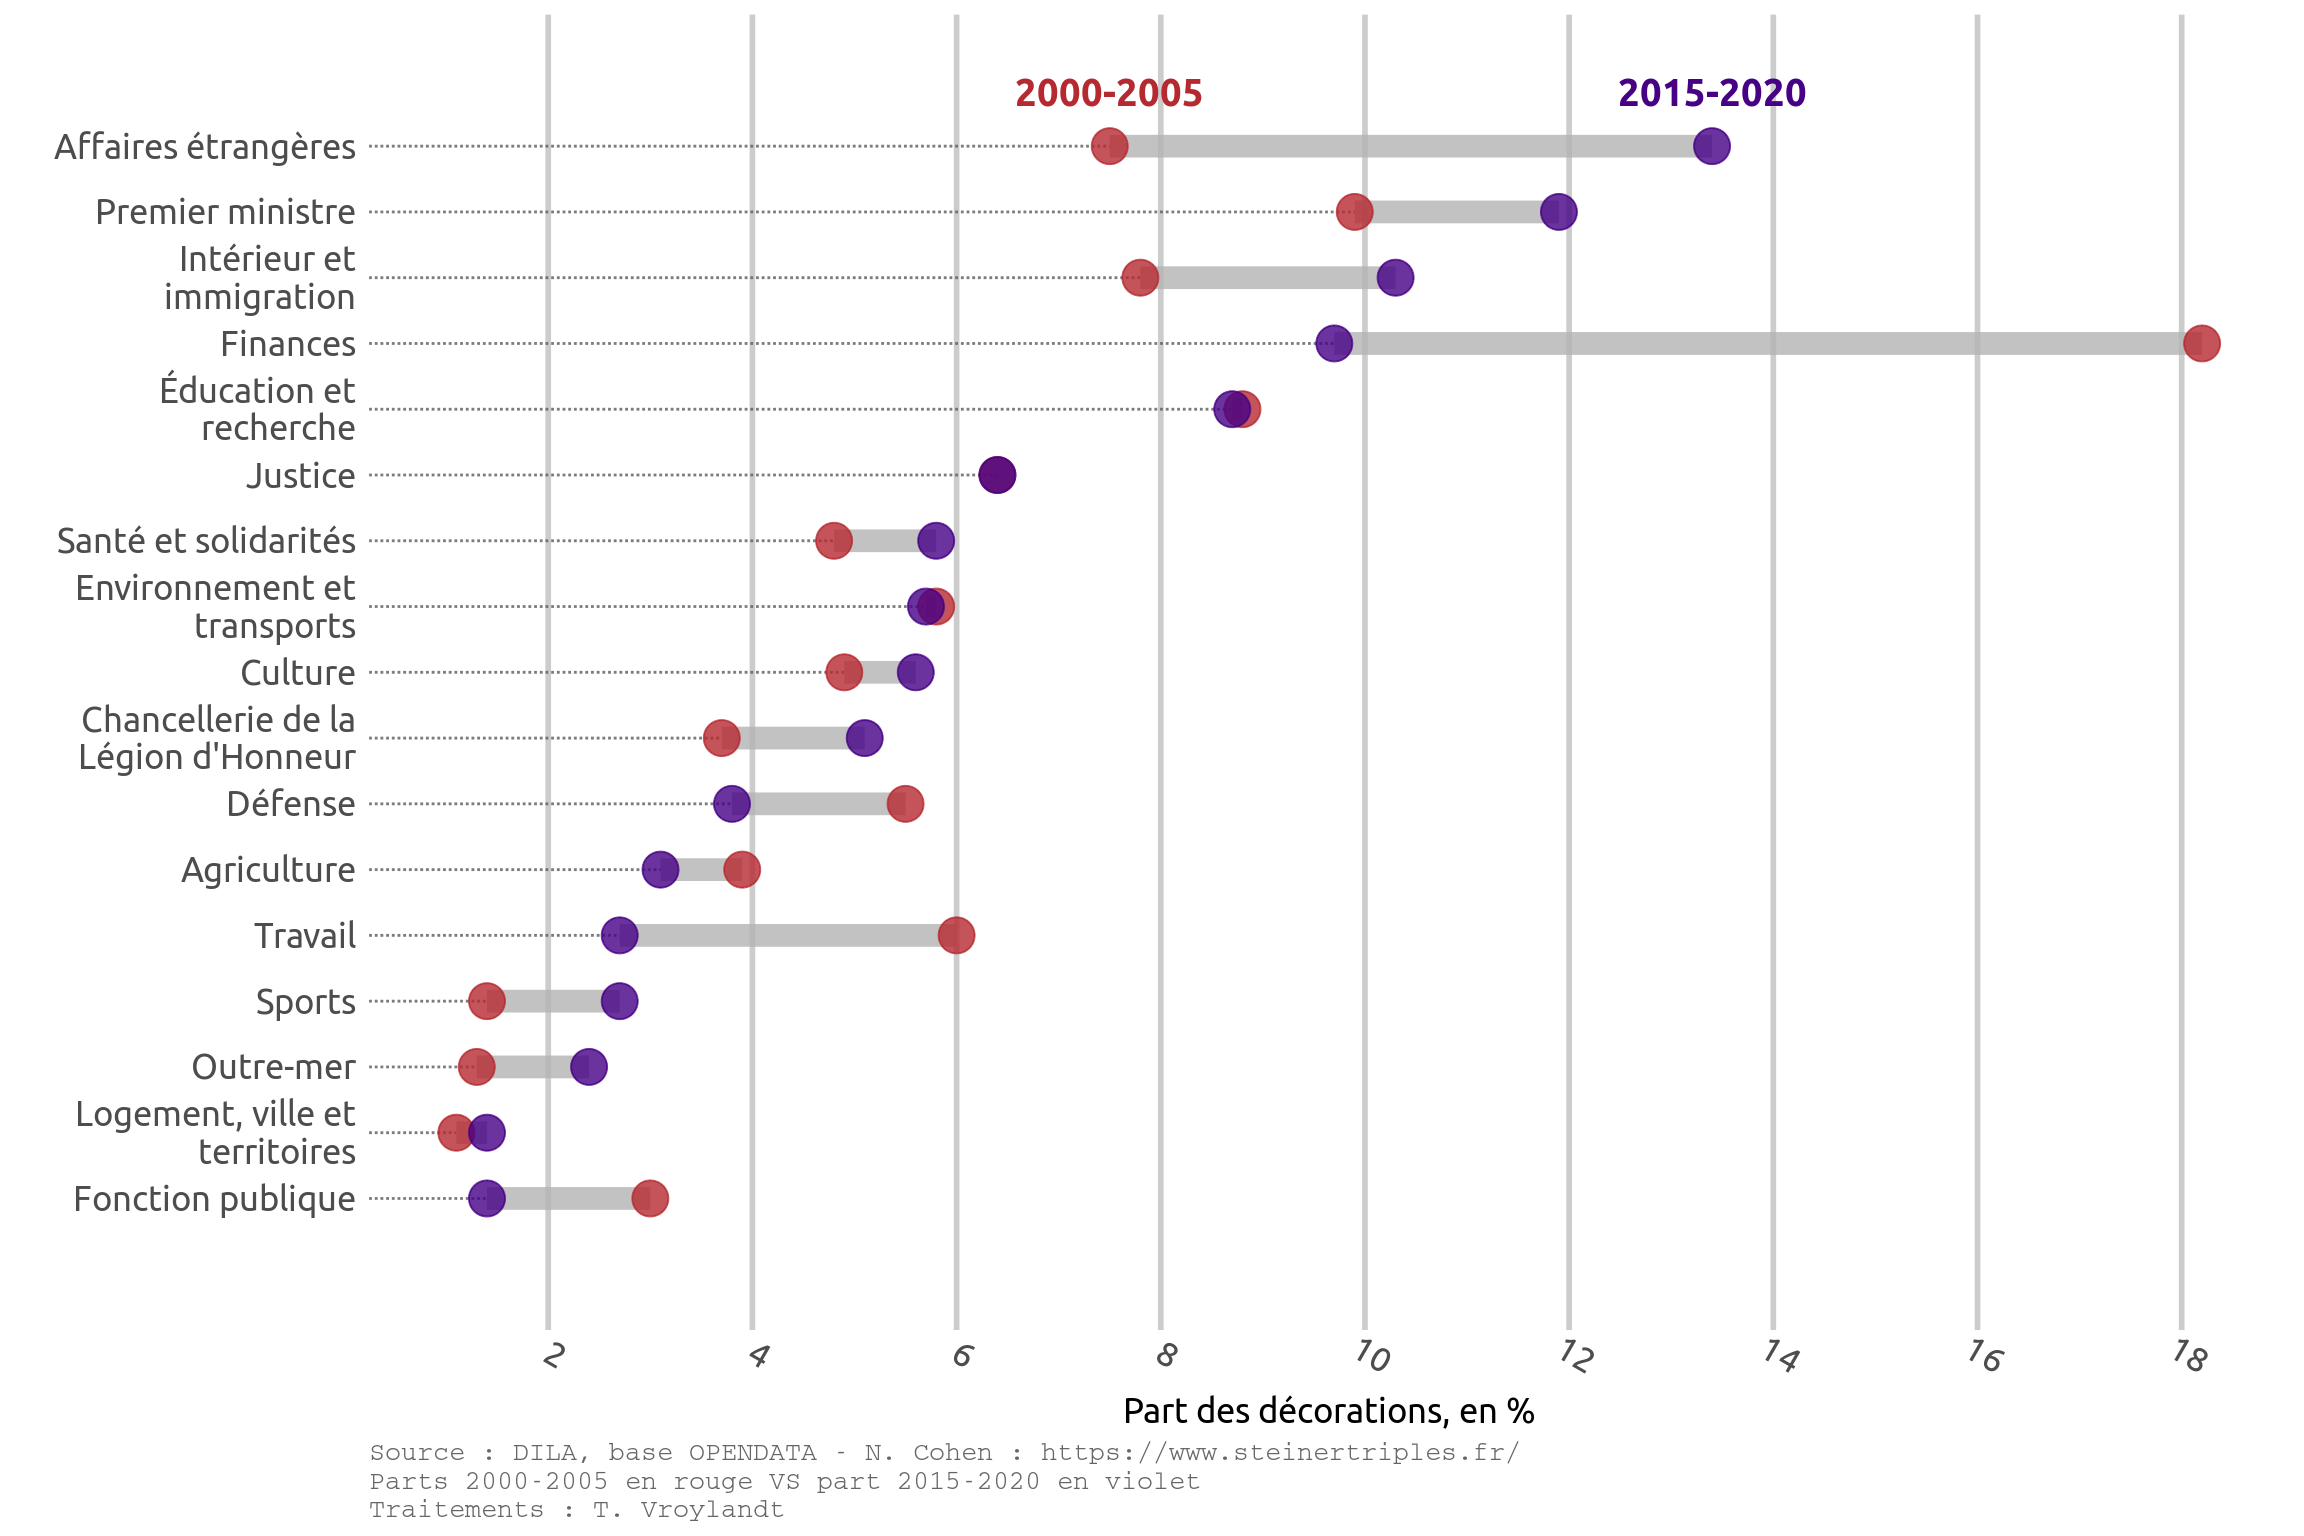 2000-2005 2015-2020
Affaires étrangères
Premier ministre
Intérieur et
immigration
Finances
Éducation et
recherche
Justice
Santé et solidarités
Environnement et
transports
Culture
Chancellerie de la
Légion d'Honneur
Défense
Agriculture
Travail
Sports
Outre-mer
Logement, ville et
territoires
Fonction publique
2 4 6 8 10 12 14 16 18
Part des décorations, en %
Source : DILA, base OPENDATA - N. Cohen : https://www.steinertriples.fr/
Parts 2000-2005 en rouge VS part 2015-2020 en violet
Traitements : T. Vroylandt